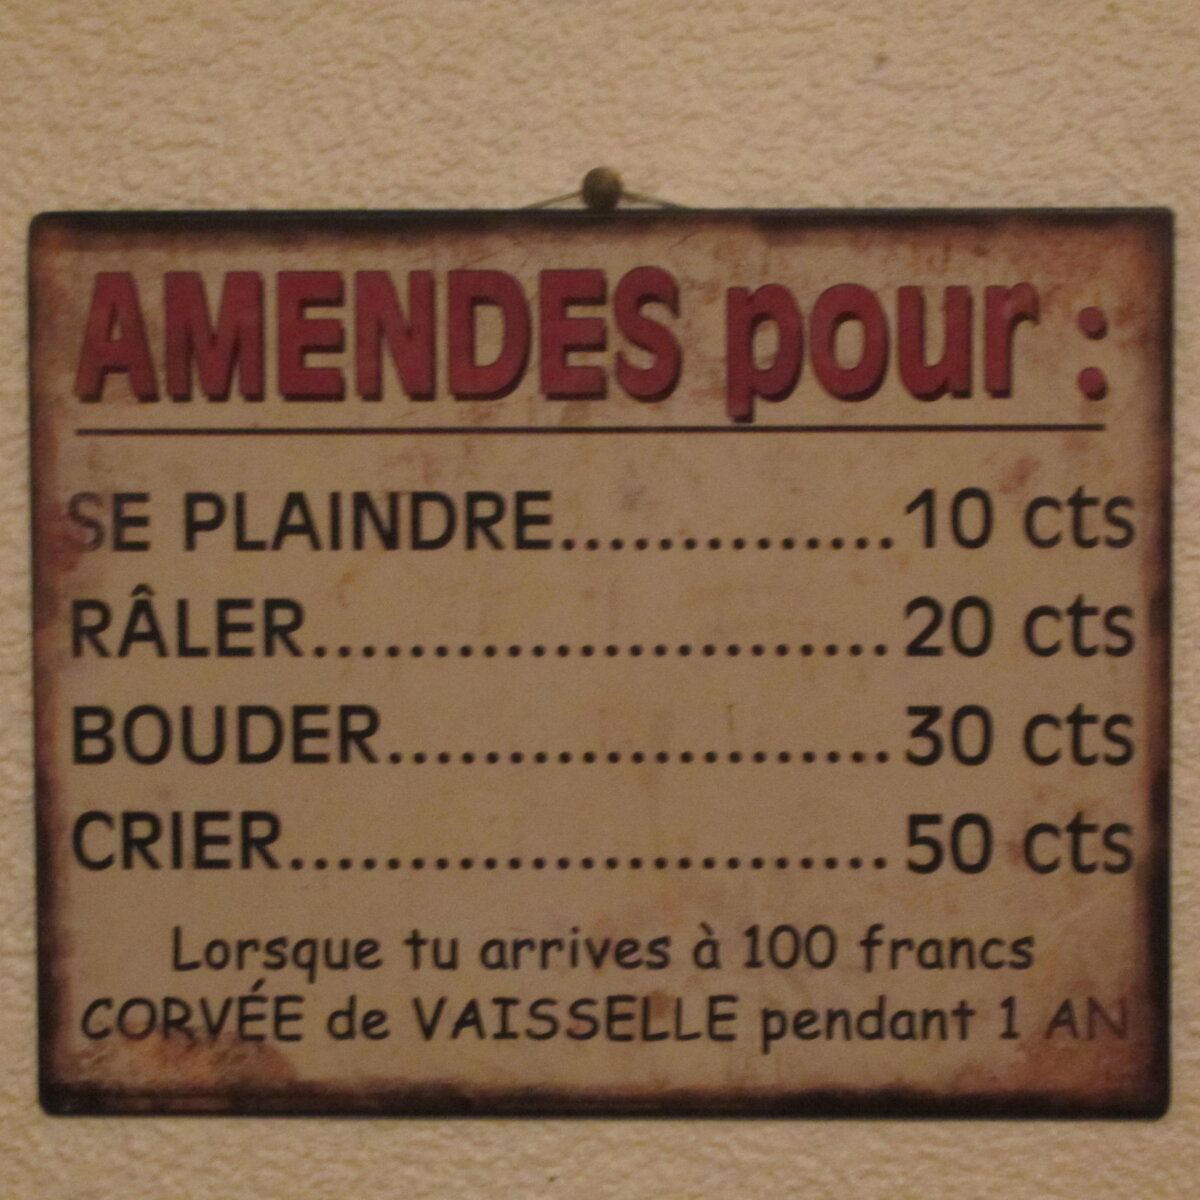 AMENDES pour :
SE PLAINDRE..............10 cts
RÂLER........................20 cts
BOUDER.....................30 cts
CRIER.........................50 cts
Lorsque tu arrives à 100 francs
CORVÉE de VAISSELLE pendant 1 AN